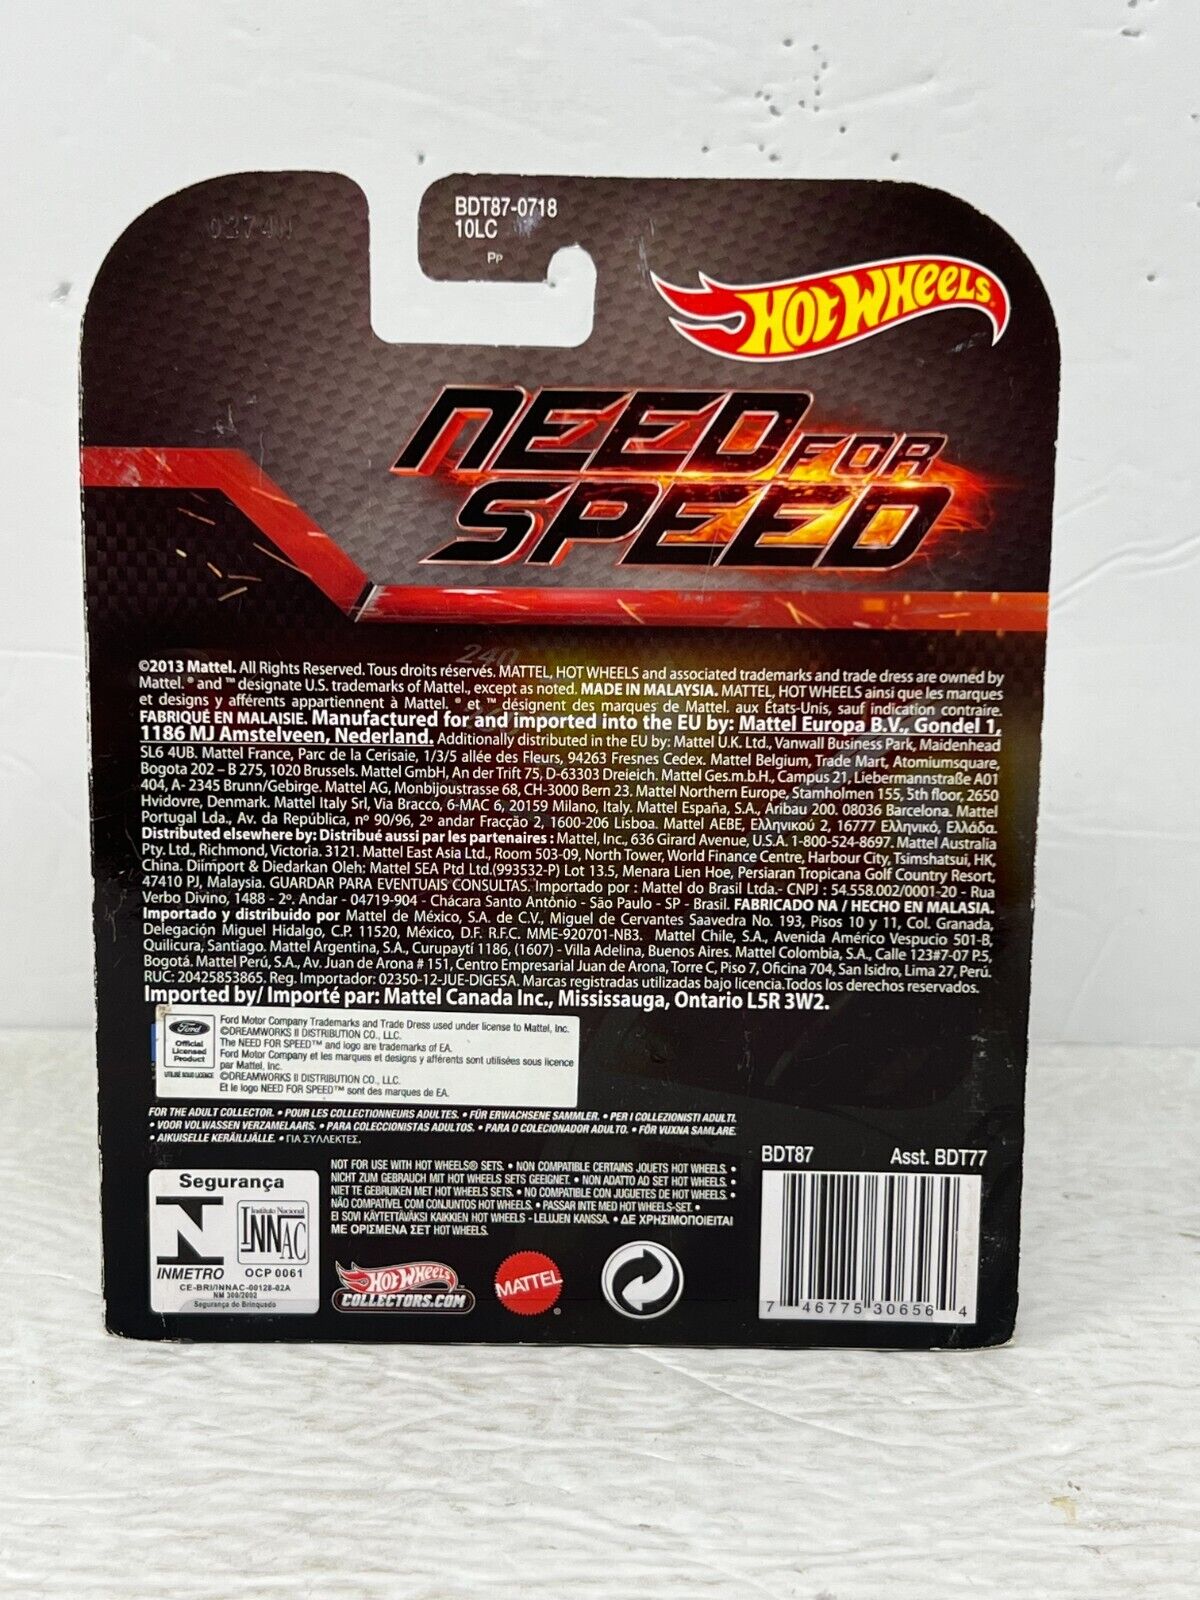 0274N
BDT87-0718
10LC
Pp
HOT WHEELS
NEED FOR
SPEED
©2013 Mattel. All Rights Reserved. Tous droits réservés. MATTEL, HOT WHEELS and associated trademarks and trade dress are owned by
Mattel. ® and ™ designate U.S. trademarks of Mattel., except as noted. MADE IN MALAYSIA. MATTEL, HOT WHEELS ainsi que les marques
et designs y afférents appartiennent à Mattel. ® et ™ désignent des marques de Mattel. aux États-Unis, sauf indication contraire.
FABRIQUÉ EN MALAISIE. Manufactured for and imported into the EU by: Mattel Europa B.V., Gondel 1,
1186 MJ Amstelveen, Nederland. Additionally distributed in the EU by: Mattel U.K. Ltd., Vanwall Business Park, Maidenhead
SL6 4UB. Mattel France, Parc de la Cerisaie, 1/3/5 allée des Fleurs, 94263 Fresnes Cedex. Mattel Belgium, Trade Mart, Atomiumsquare,
Bogota 202 – B 275, 1020 Brussels. Mattel GmbH, An der Trift 75, D-63303 Dreieich. Mattel Ges.m.b.H., Campus 21, Liebermannstraße A01
404, A- 2345 Brunn/Gebirge. Mattel AG, Monbijoustrasse 68, CH-3000 Bern 23. Mattel Northern Europe, Stamholmen 155, 5th floor, 2650
Hvidovre, Denmark. Mattel Italy Srl, Via Bracco, 6-MAC 6, 20159 Milano, Italy. Mattel España, S.A., Aribau 200. 08036 Barcelona. Mattel
Portugal Lda., Av. da República, nº 90/96, 2º andar Fracção 2, 1600-206 Lisboa. Mattel AEBE, Ελληνικού 2, 16777 Ελληνικό, Ελλάδα.
Distributed elsewhere by: Distribué aussi par les partenaires : Mattel, Inc., 636 Girard Avenue, U.S.A. 1-800-524-8697. Mattel Australia
Pty. Ltd., Richmond, Victoria. 3121. Mattel East Asia Ltd., Room 503-09, North Tower, World Finance Centre, Harbour City, Tsimshatsui, HK,
China. Diimport & Diedarkan Oleh: Mattel SEA Ptd Ltd.(993532-P) Lot 13.5, Menara Lien Hoe, Persiaran Tropicana Golf Country Resort,
47410 PJ, Malaysia. GUARDAR PARA EVENTUAIS CONSULTAS. Importado por : Mattel do Brasil Ltda.- CNPJ : 54.558.002/0001-20 - Rua
Verbo Divino, 1488 - 2º. Andar - 04719-904 - Chácara Santo Antônio - São Paulo - SP - Brasil. FABRICADO NA / HECHO EN MALASIA.
Importado y distribuido por Mattel de México, S.A. de C.V., Miguel de Cervantes Saavedra No. 193, Pisos 10 y 11, Col. Granada,
Delegación Miguel Hidalgo, C.P. 11520, México, D.F. R.F.C. MME-920701-NB3. Mattel Chile, S.A., Avenida Américo Vespucio 501-B,
Quilicura, Santiago. Mattel Argentina, S.A., Curupaytí 1186, (1607) - Villa Adelina, Buenos Aires. Mattel Colombia, S.A., Calle 123#7-07 P.5,
Bogotá. Mattel Perú, S.A., Av. Juan de Arona # 151, Centro Empresarial Juan de Arona, Torre C, Piso 7, Oficina 704, San Isidro, Lima 27, Perú.
RUC: 20425853865. Reg. Importador: 02350-12-JUE-DIGESA. Marcas registradas utilizadas bajo licencia.Todos los derechos reservados.
Imported by/ Importé par: Mattel Canada Inc., Mississauga, Ontario L5R 3W2.
Ford
Official
Licensed
Product
UTILISÉ SOUS LICENCE
Ford Motor Company Trademarks and Trade Dress used under license to Mattel, Inc.
©DREAMWORKS II DISTRIBUTION CO., LLC.
The NEED FOR SPEED™ and logo are trademarks of EA.
Ford Motor Company et les marques et designs y afférents sont utilisées sous licence
par Mattel, Inc.
©DREAMWORKS II DISTRIBUTION CO., LLC.
Et le logo NEED FOR SPEED™ sont des marques de EA.
FOR THE ADULT COLLECTOR. • POUR LES COLLECTIONNEURS ADULTES. • FÜR ERWACHSENE SAMMLER. • PER I COLLEZIONISTI ADULTI.
• VOOR VOLWASSEN VERZAMELAARS. • PARA COLECCIONISTAS ADULTOS. • PARA O COLECIONADOR ADULTO. • FÖR VUXNA SAMLARE.
• AIKUISELLE KERÄILIJÄLLE. • ΓΙΑ ΣΥΛΛΕΚΤΕΣ.
Segurança
INMETRO
Instituto Nacional
INNAC
OCP 0061
CE-BRI/INNAC-00128-02A
NM 300/2002
Segurança do Brinquedo
NOT FOR USE WITH HOT WHEELS® SETS. • NON COMPATIBLE CERTAINS JOUETS HOT WHEELS. •
NICHT ZUM GEBRAUCH MIT HOT WHEELS SETS GEEIGNET. • NON ADATTO AD SET HOT WHEELS. •
NIET TE GEBRUIKEN MET HOT WHEELS SETS. • NO COMPATIBLE CON JUGUETES DE HOT WHEELS. •
NÃO COMPATÍVEL COM CONJUNTOS HOT WHEELS. • PASSAR INTE MED HOT WHEELS-SET. •
EI SOVI KÄYTETTÄVÄKSI KAIKKIEN HOT WHEELS - LELUJEN KANSSA. • ΔΕ ΧΡΗΣΙΜΟΠΟΙΕΙΤΑΙ
ΜΕ ΟΡΙΣΜΕΝΑ ΣΕΤ HOT WHEELS.
HOT WHEELS
COLLECTORS.COM
MATTEL
BDT87 Asst. BDT77
7 46775 30656 4